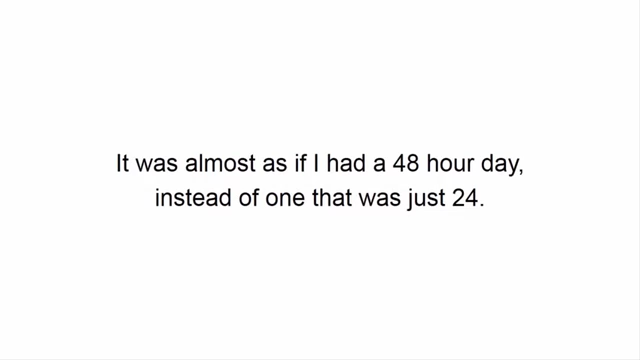 It was almost as if I had a 48 hour day,
instead of one that was just 24.